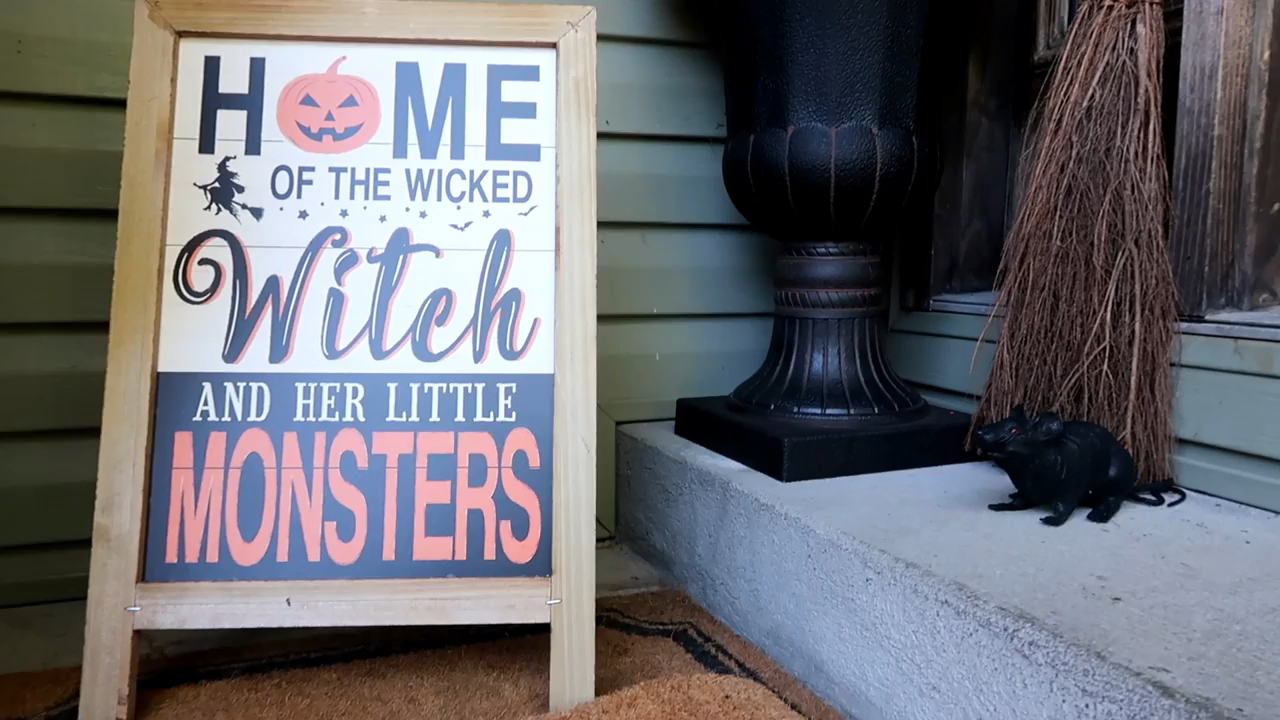 HOME
OF THE WICKED
Witch
AND HER LITTLE
MONSTERS